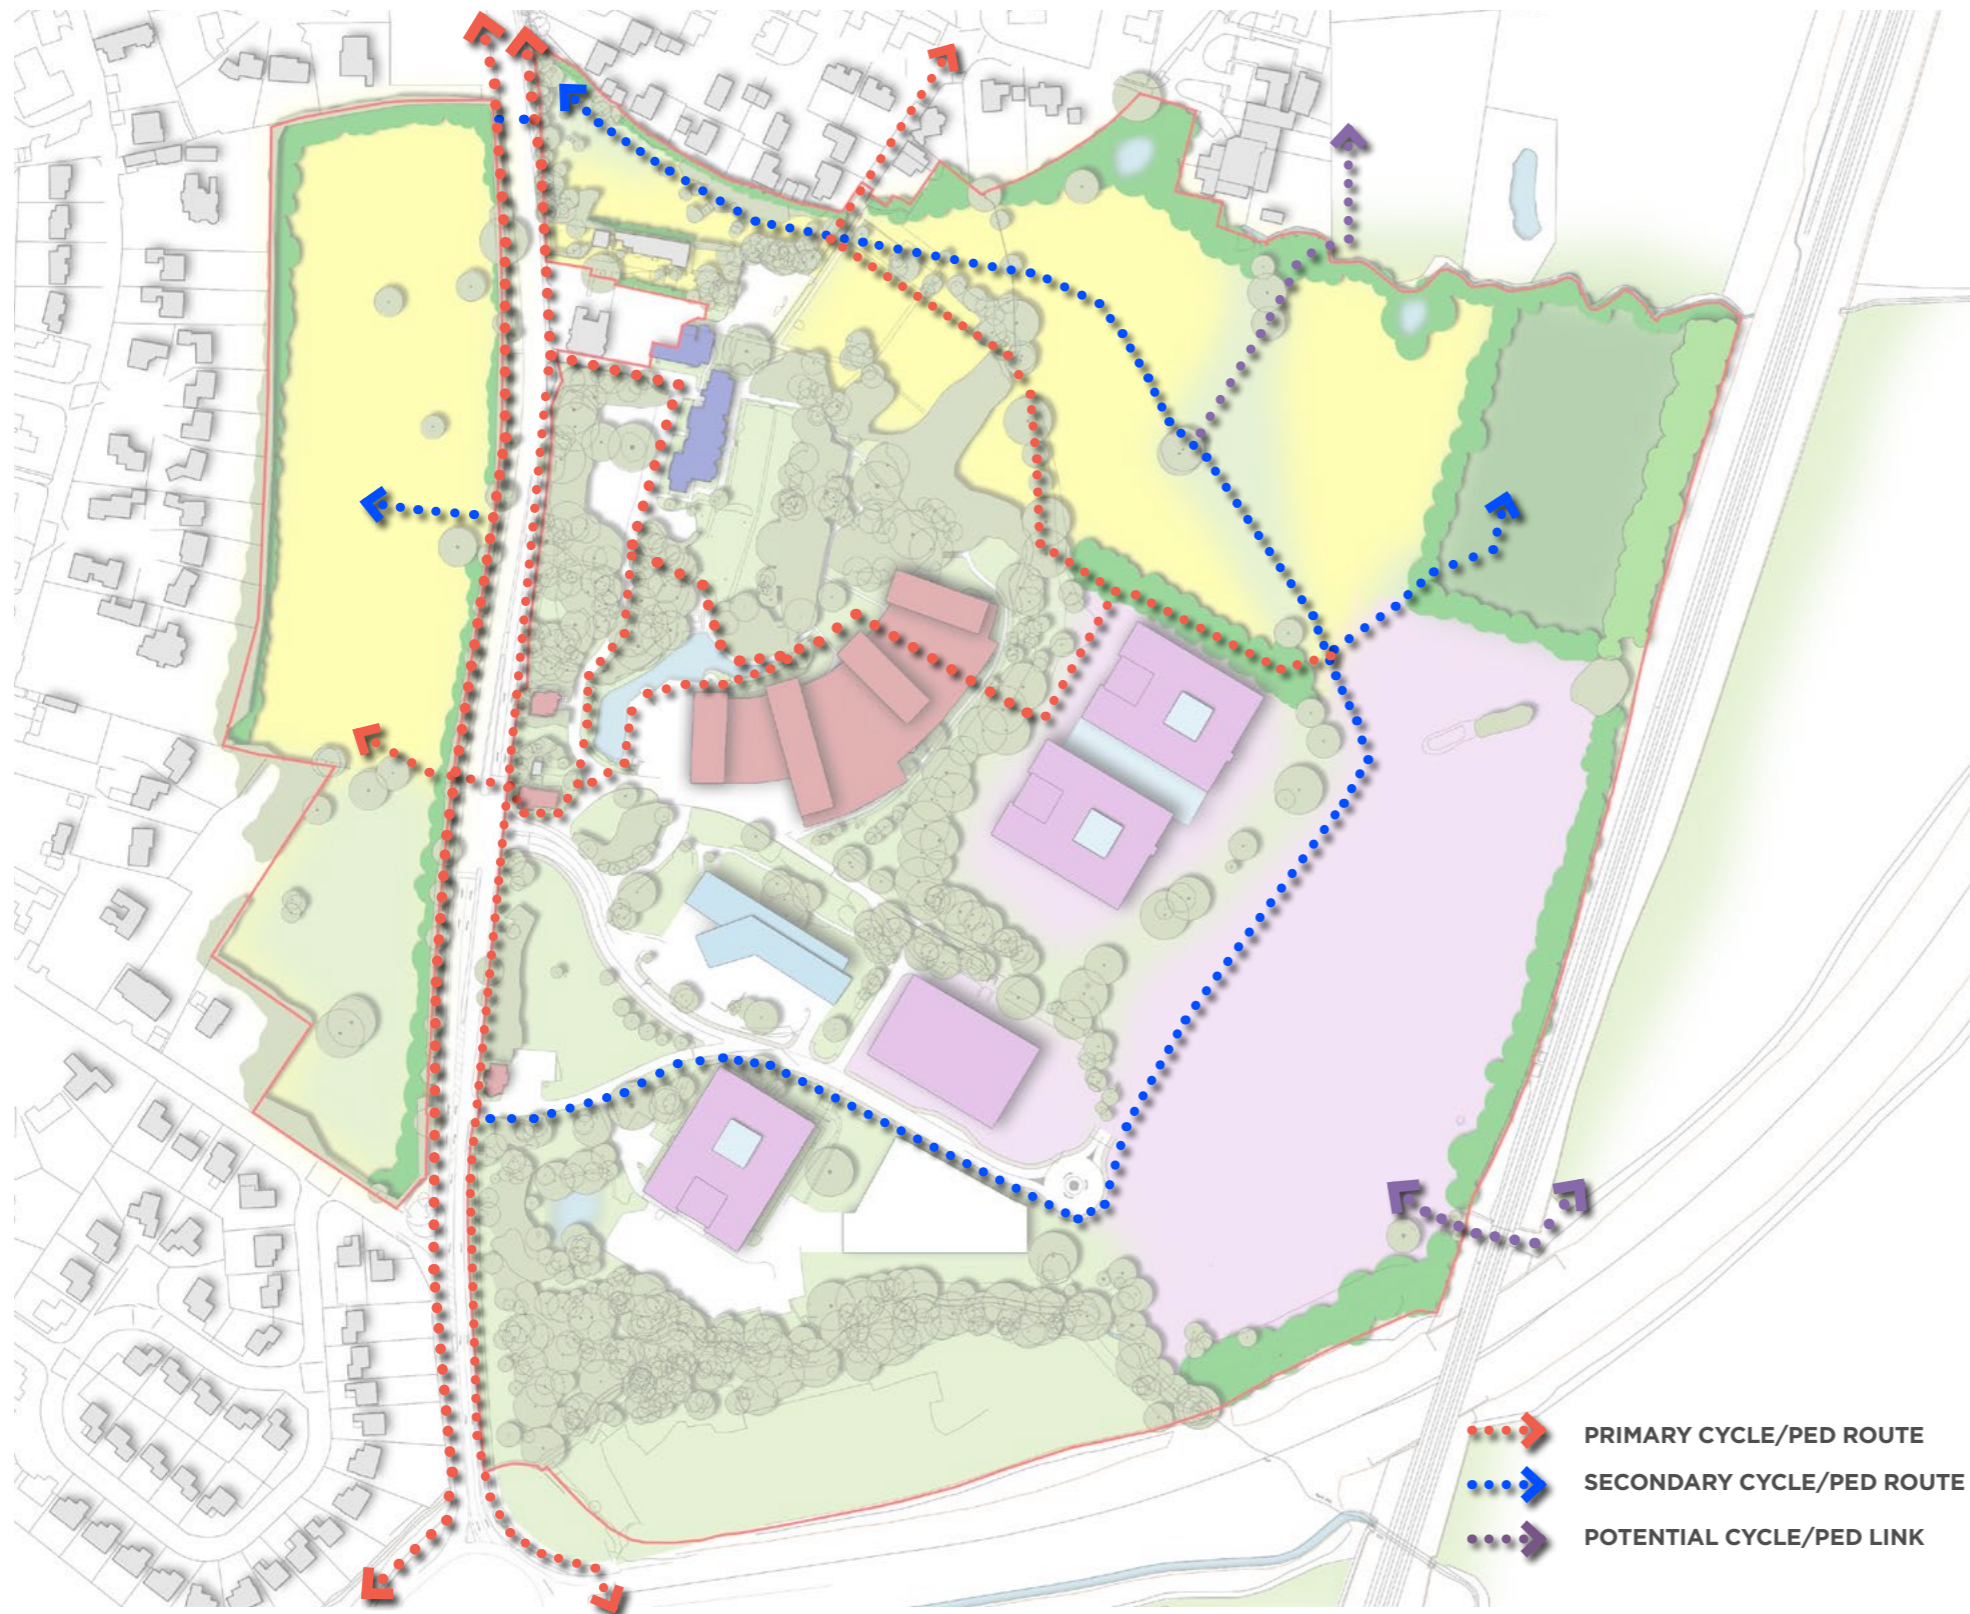 PRIMARY CYCLE/PED ROUTE
SECONDARY CYCLE/PED ROUTE
POTENTIAL CYCLE/PED LINK